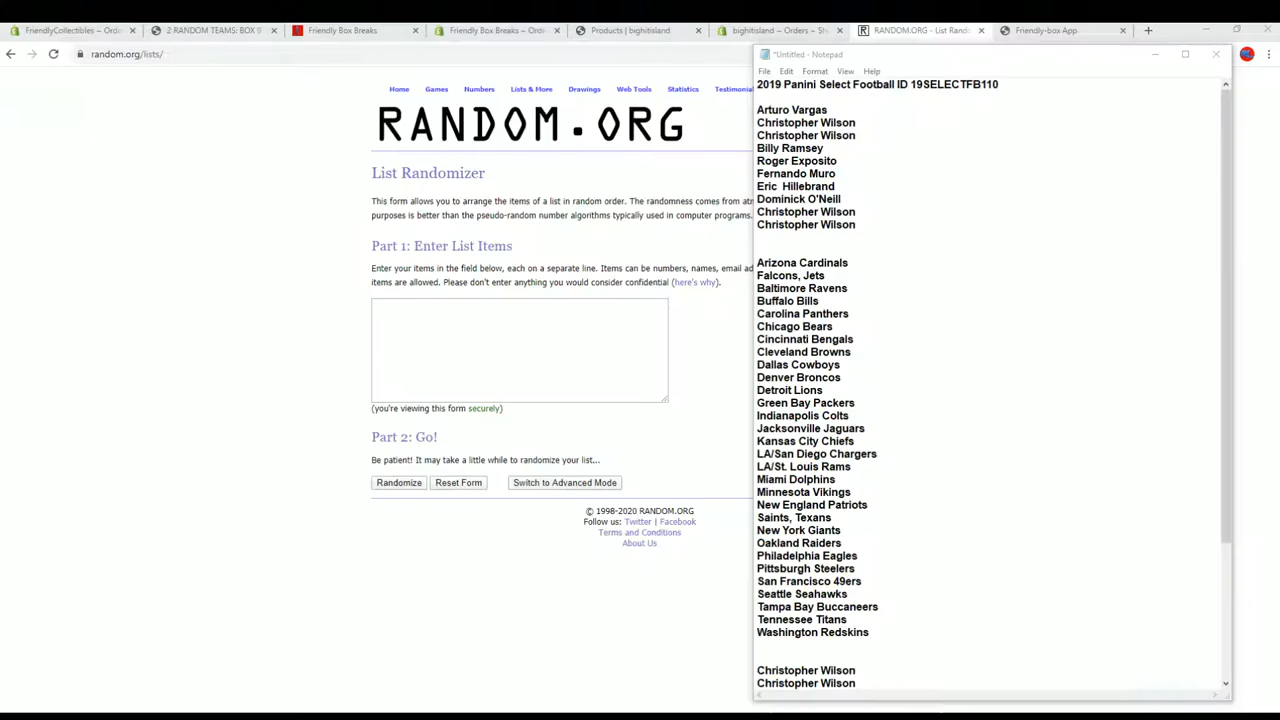 FriendlyCollectibles ~ Orde
2 RANDOM TEAMS: BOX 9
Friendly Box Breaks
Friendly Box Breaks ~ Order
Products | bighitisland
bighitisland ~ Orders ~ Sh
RANDOM.ORG - List Rando
Friendly-box App
random.org/lists/
Home
Games
Numbers
Lists & More
Drawings
Web Tools
Statistics
Testimonia
RANDOM.ORG
List Randomizer
This form allows you to arrange the items of a list in random order. The randomness comes from atm
purposes is better than the pseudo-random number algorithms typically used in computer programs.
Part 1: Enter List Items
Enter your items in the field below, each on a separate line. Items can be numbers, names, email ad
items are allowed. Please don't enter anything you would consider confidential (here's why).
(you're viewing this form securely)
Part 2: Go!
Be patient! It may take a little while to randomize your list...
Randomize
Reset Form
Switch to Advanced Mode
© 1998-2020 RANDOM.ORG
Follow us: Twitter | Facebook
Terms and Conditions
About Us
*Untitled - Notepad
File Edit Format View Help
2019 Panini Select Football ID 19SELECTFB110
Arturo Vargas
Christopher Wilson
Christopher Wilson
Billy Ramsey
Roger Exposito
Fernando Muro
Eric  Hillebrand
Dominick O'Neill
Christopher Wilson
Christopher Wilson
Arizona Cardinals
Falcons, Jets
Baltimore Ravens
Buffalo Bills
Carolina Panthers
Chicago Bears
Cincinnati Bengals
Cleveland Browns
Dallas Cowboys
Denver Broncos
Detroit Lions
Green Bay Packers
Indianapolis Colts
Jacksonville Jaguars
Kansas City Chiefs
LA/San Diego Chargers
LA/St. Louis Rams
Miami Dolphins
Minnesota Vikings
New England Patriots
Saints, Texans
New York Giants
Oakland Raiders
Philadelphia Eagles
Pittsburgh Steelers
San Francisco 49ers
Seattle Seahawks
Tampa Bay Buccaneers
Tennessee Titans
Washington Redskins
Christopher Wilson
Christopher Wilson